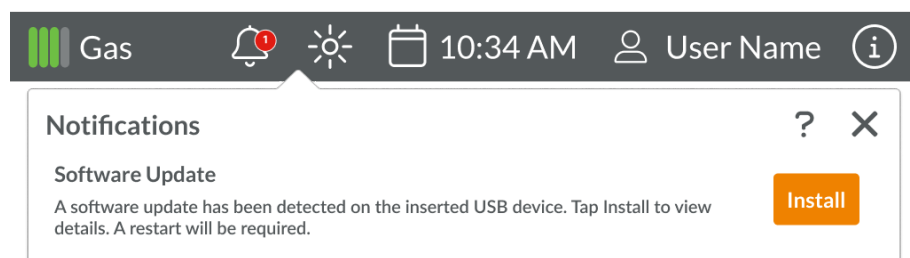 Gas 1 10:34 AM User Name i
Notifications ?
Software Update
A software update has been detected on the inserted USB device. Tap Install to view
details. A restart will be required.
Install